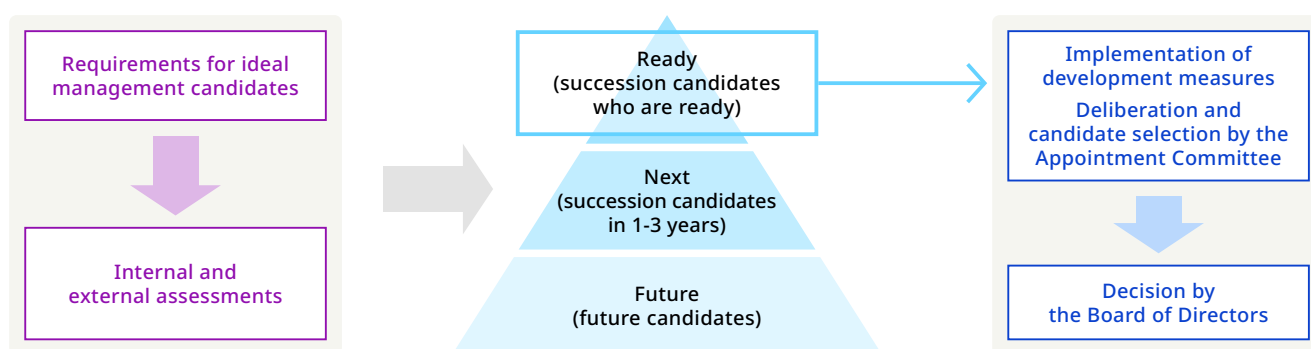 Requirements for ideal
management candidates
Internal and
external assessments
Ready
(succession candidates
who are ready)
Next
(succession candidates
in 1-3 years)
Future
(future candidates)
Implementation of
development measures
Deliberation and
candidate selection by the
Appointment Committee
Decision by
the Board of Directors